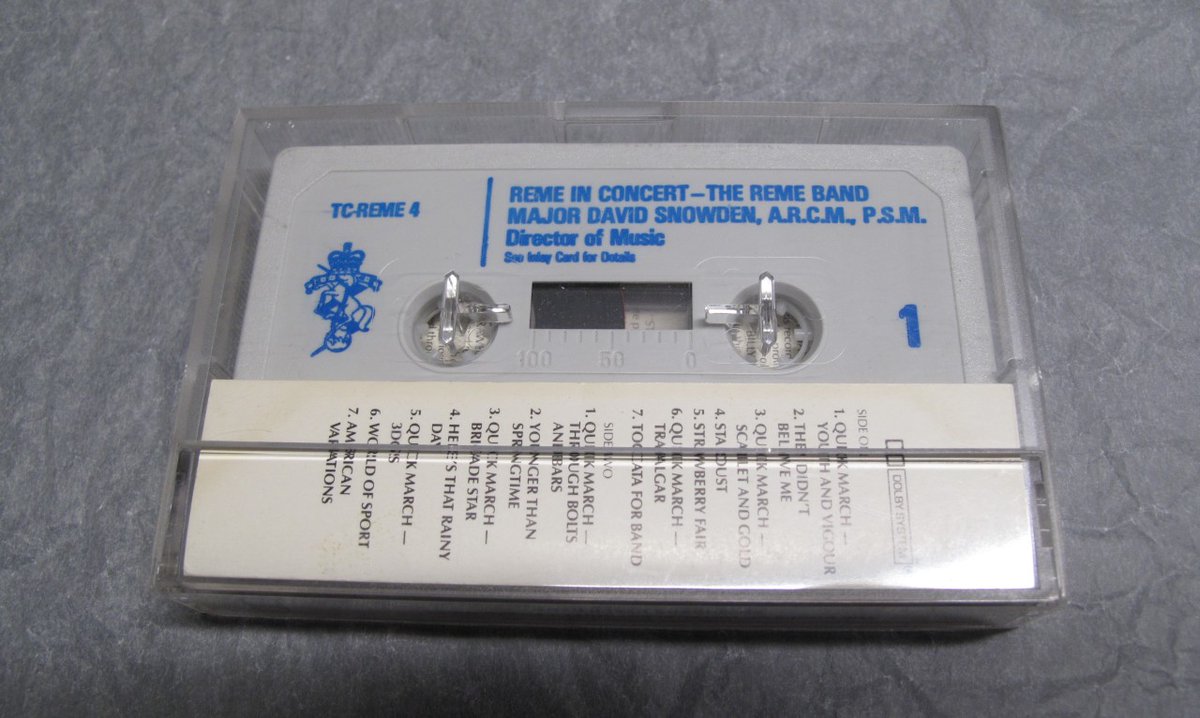 TC-REME 4
REME IN CONCERT–THE REME BAND
MAJOR DAVID SNOWDEN, A.R.C.M., P.S.M.
Director of Music
See Inlay Card for Details
1
100 50 0
DOLBY SYSTEM
SIDE ONE
1. QUICK MARCH —
YOUTH AND VIGOUR
2. THEY DIDN'T
BELIEVE ME
3. QUICK MARCH —
SCARLET AND GOLD
4. STARDUST
5. STRAWBERRY FAIR
6. QUICK MARCH —
TRAFALGAR
7. TOCCATA FOR BAND
SIDE TWO
1. QUICK MARCH —
THROUGH BOLTS
AND BARS
2. YOUNGER THAN
SPRINGTIME
3. QUICK MARCH —
BRIGADE STAR
4. HERE'S THAT RAINY
DAY
5. QUICK MARCH —
3DG'S
6. WORLD OF SPORT
7. AMERICAN
VARIATIONS